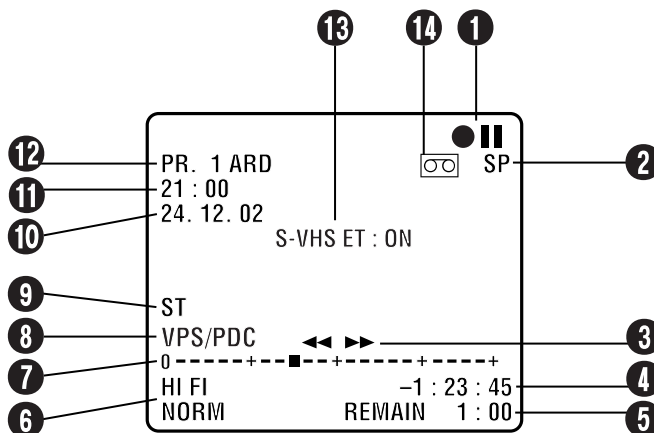 13 14 1
12 PR. 1 ARD SP 2
11 21 : 00
10 24. 12. 02
S-VHS ET : ON
9 ST
8 VPS/PDC 3
7 0 – – – – – + – – ■ – – + – – – – – + – – – – +
HI FI –1 : 23 : 45 4
6 NORM REMAIN 1 : 00 5